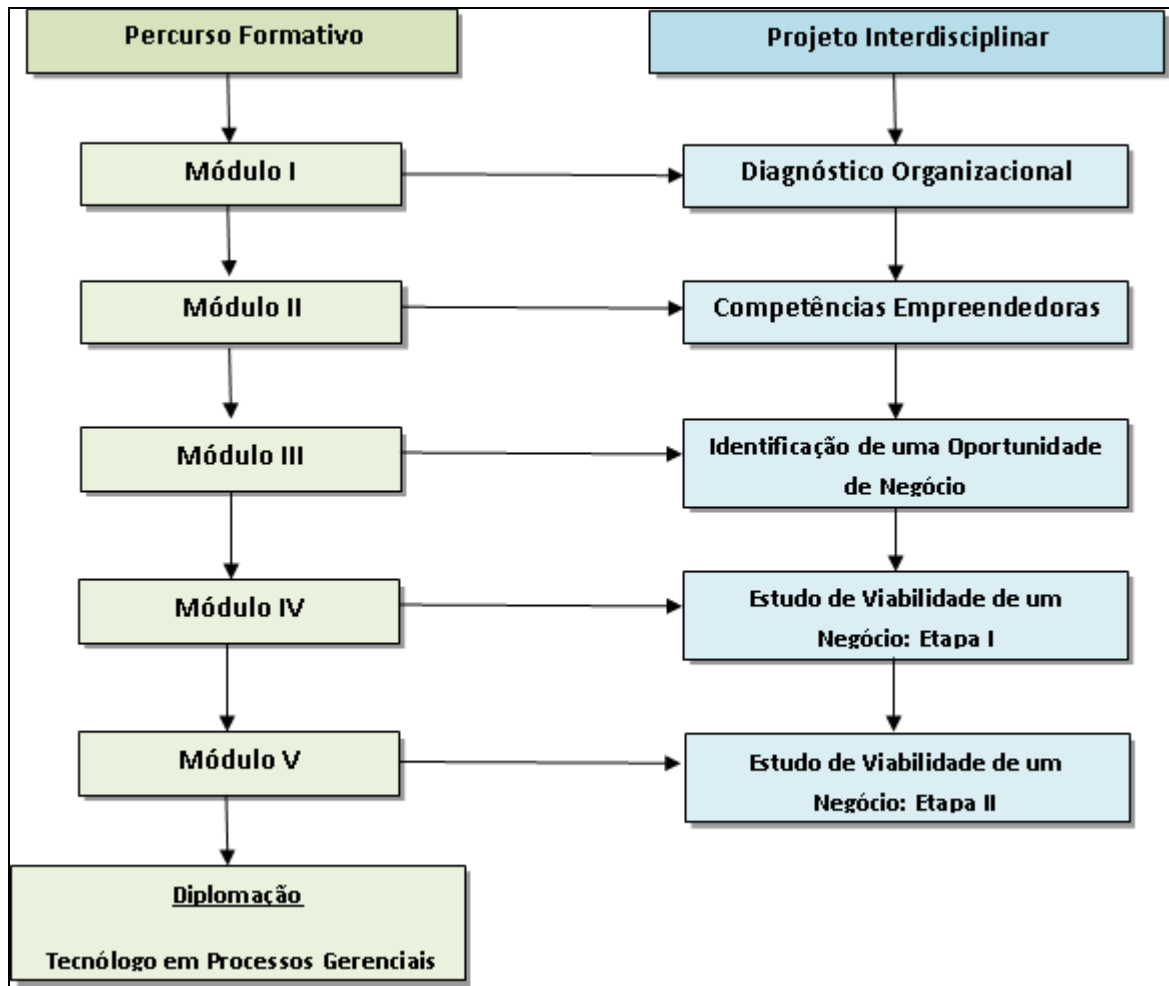 Percurso Formativo
Projeto Interdisciplinar
Módulo I
Diagnóstico Organizacional
Módulo II
Competências Empreendedoras
Módulo III
Identificação de uma Oportunidade
de Negócio
Módulo IV
Estudo de Viabilidade de um
Negócio: Etapa I
Módulo V
Estudo de Viabilidade de um
Negócio: Etapa II
Diplomação
Tecnólogo em Processos Gerenciais